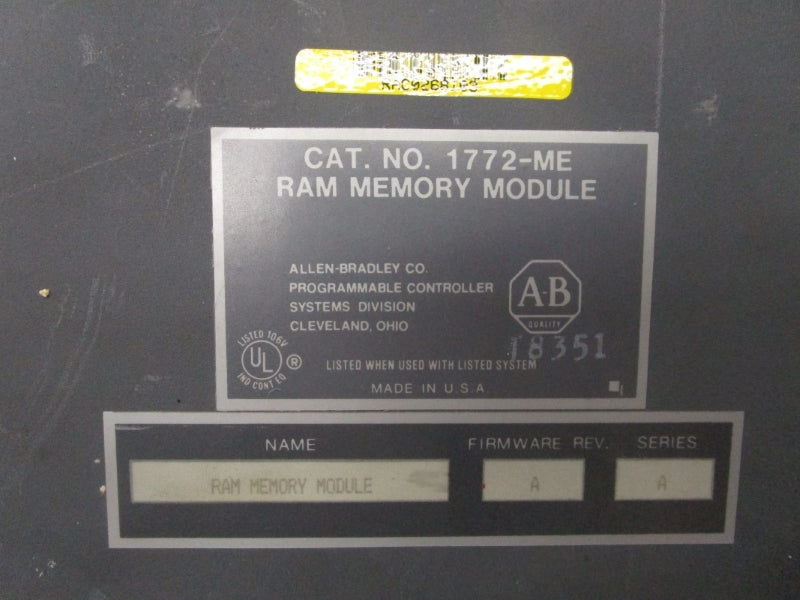 CAT. NO. 1772-ME
RAM MEMORY MODULE
ALLEN-BRADLEY CO.
PROGRAMMABLE CONTROLLER
SYSTEMS DIVISION
CLEVELAND, OHIO
A-B
QUALITY
18351
LISTED 106V
UL
®
IND CONT EQ
LISTED WHEN USED WITH LISTED SYSTEM
MADE IN U.S.A.
NAME FIRMWARE REV. SERIES
RAM MEMORY MODULE A A